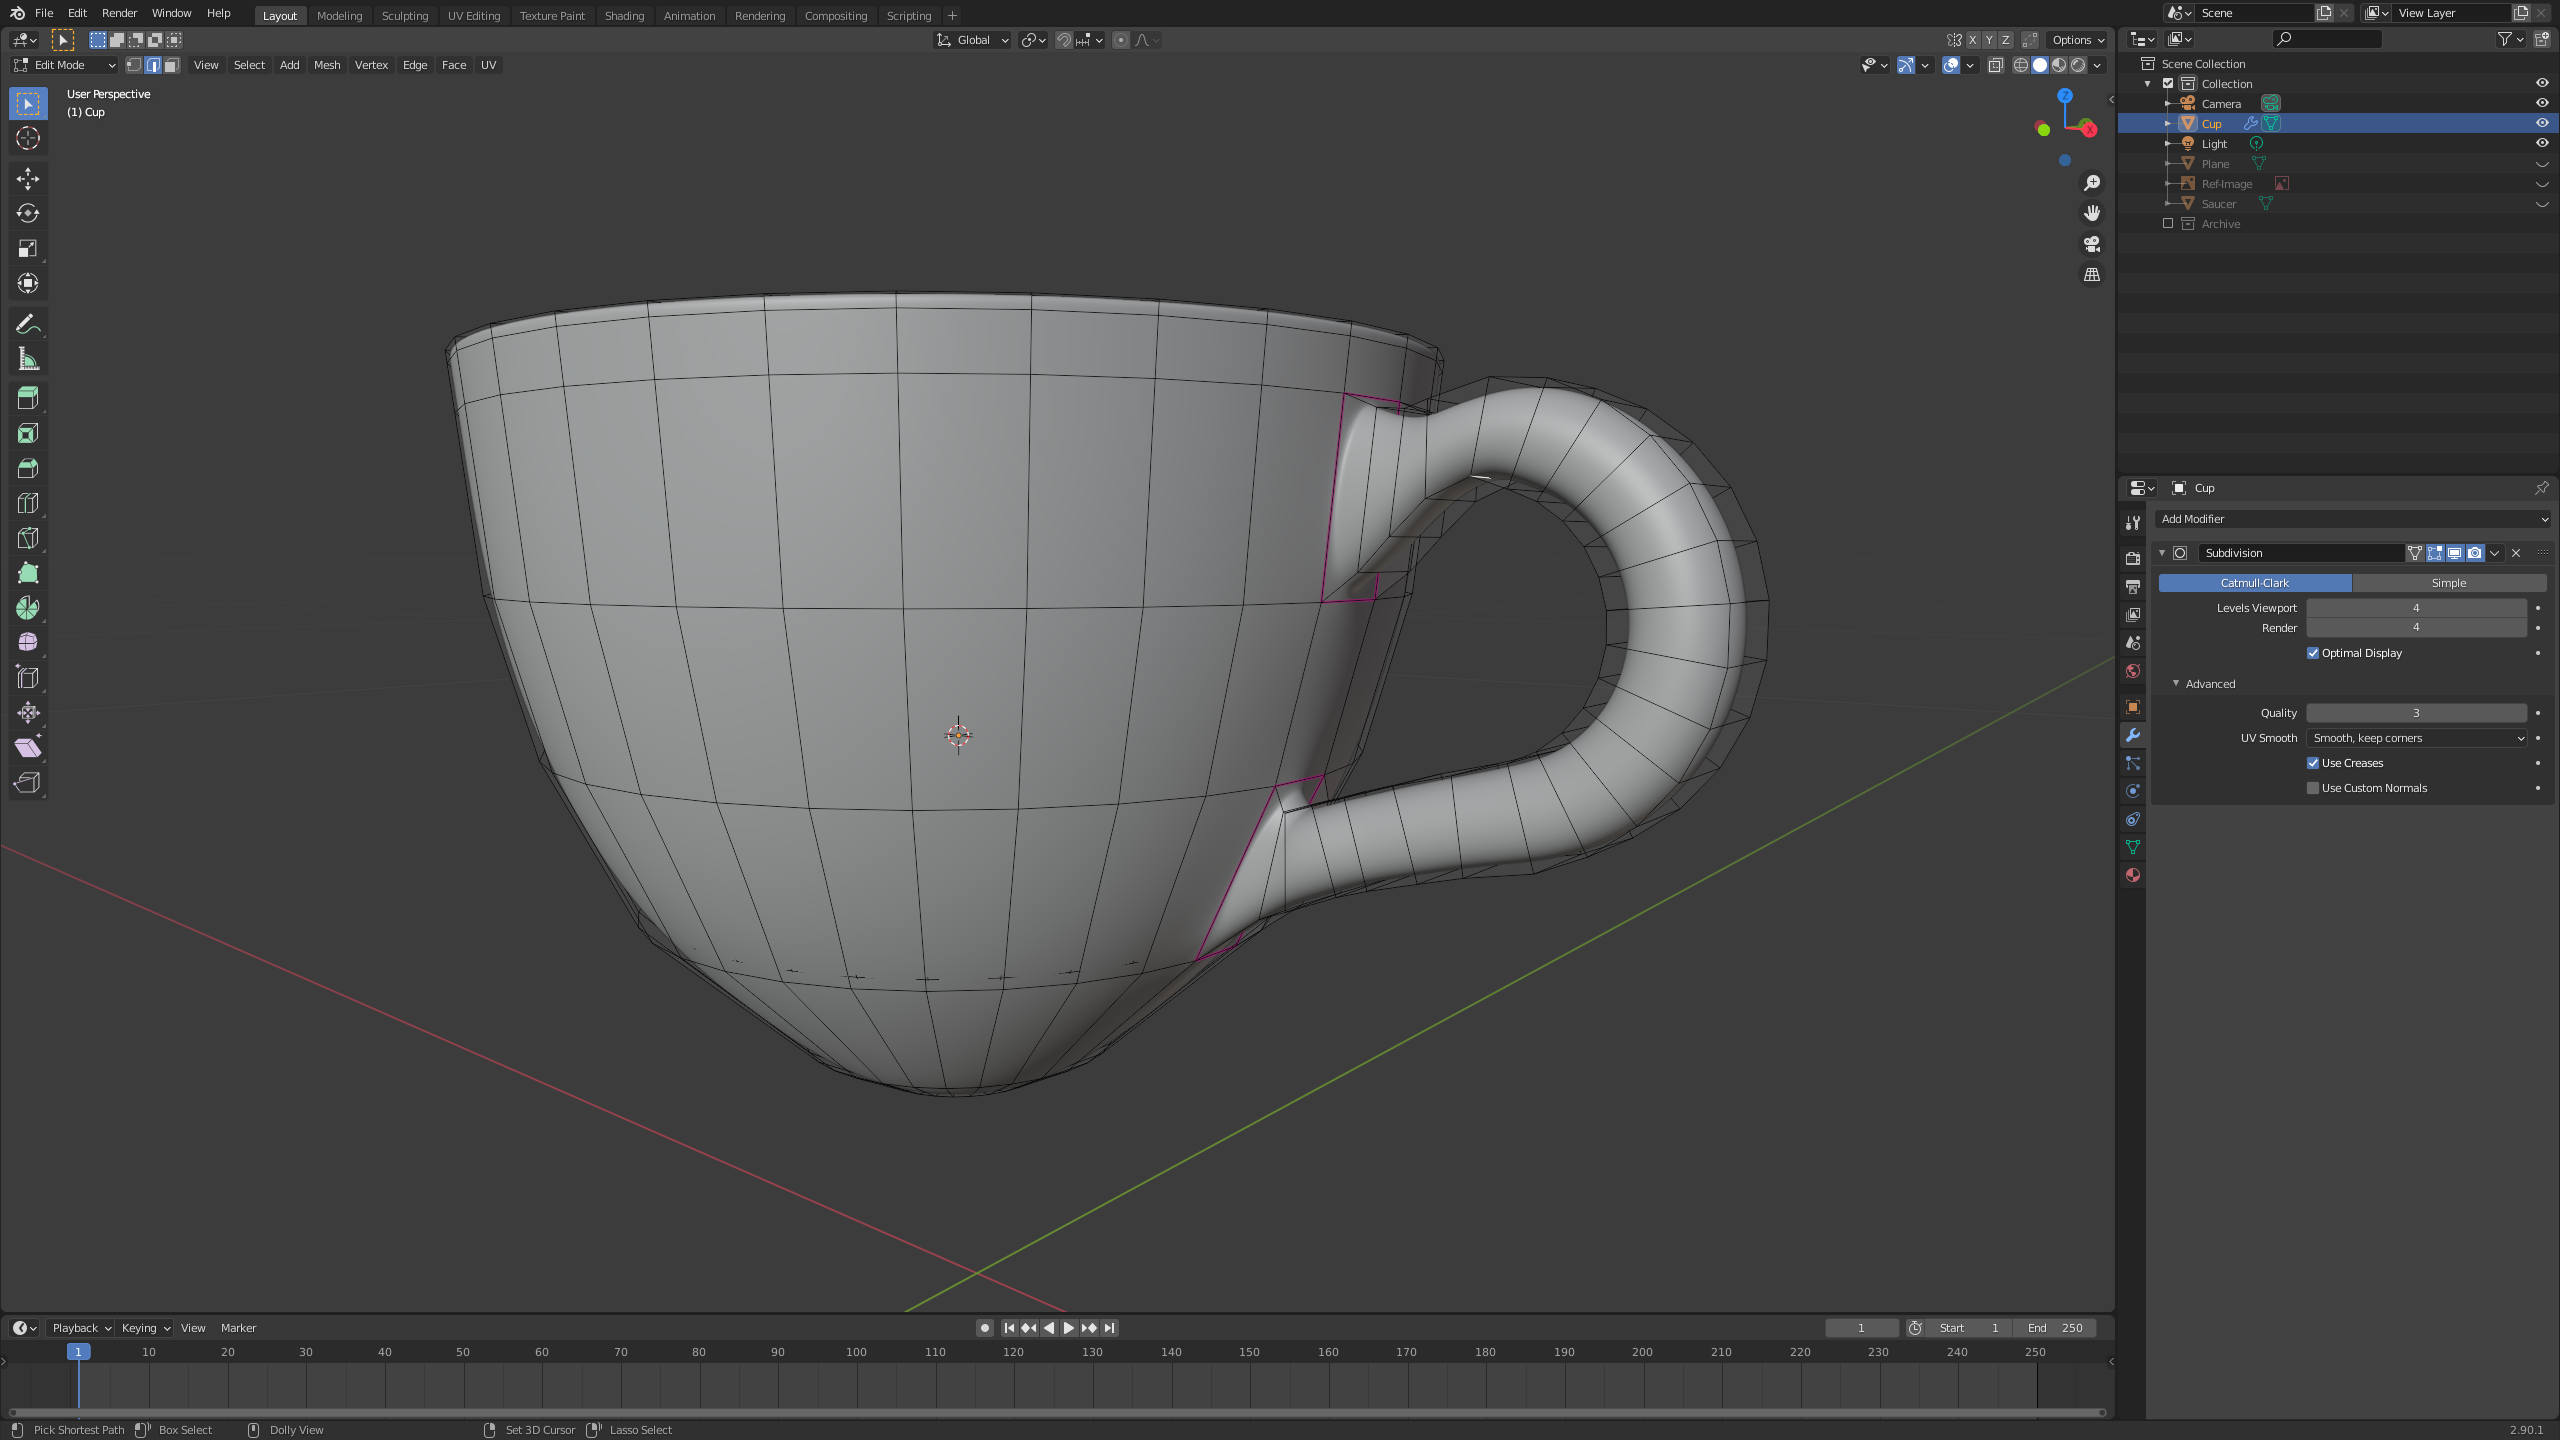 File Edit Render Window Help Layout Modeling Sculpting UV Editing Texture Paint Shading Animation Rendering Compositing Scripting + Scene View Layer
Global X Y Z Options
Edit Mode View Select Add Mesh Vertex Edge Face UV
User Perspective
(1) Cup
Z
X
Scene Collection
Collection
Camera
Cup
Light
Plane
Ref-Image
Saucer
Archive
Cup
Add Modifier
Subdivision
Catmull-Clark Simple
Levels Viewport 4
Render 4
Optimal Display
Advanced
Quality 3
UV Smooth Smooth, keep corners
Use Creases
Use Custom Normals
Playback Keying View Marker 1 Start 1 End 250
1 10 20 30 40 50 60 70 80 90 100 110 120 130 140 150 160 170 180 190 200 210 220 230 240 250
Pick Shortest Path Box Select Dolly View Set 3D Cursor Lasso Select 2.90.1